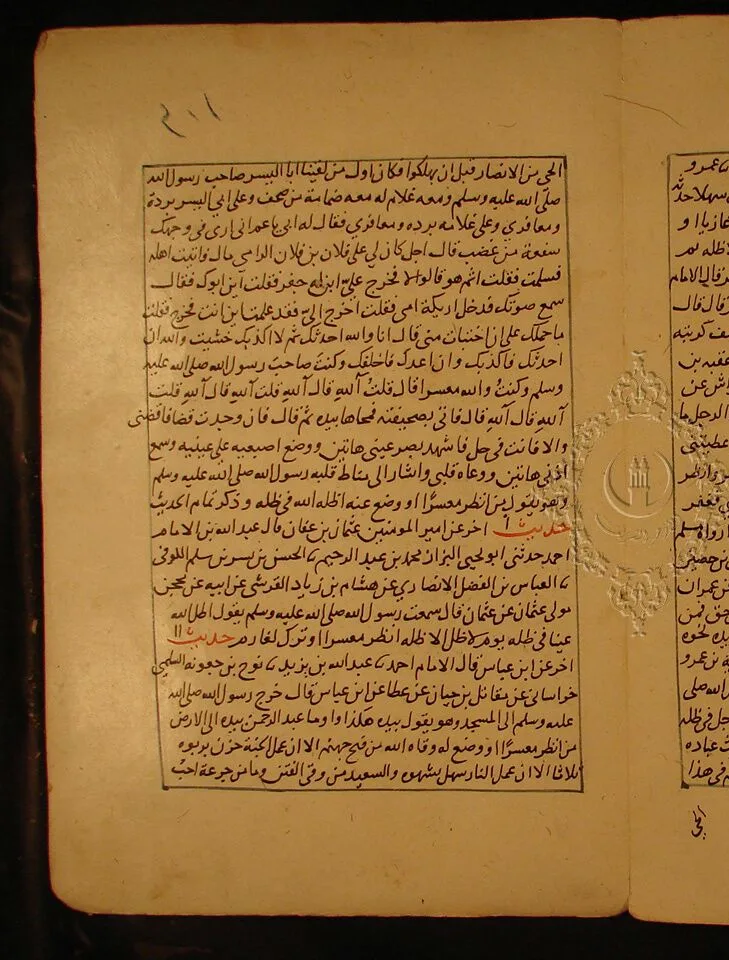 ٣٠١
الحي من الانصار قبل ان يهلكوا فكان اول من لقينا ابا اليسر صاحب رسول الله
صلى الله عليه وسلم ومعه غلام له معه ضمامة من صحف وعلى ابي اليسر بردة
ومعافري وعلى غلامه برده ومعافري فقال له ابي يا عم اني ارى في وجهك
سفعة من غضب قال اجل كان لي على فلان بن فلان الرامي مال فاتيت اهله
فسلمت فقلت اثم هو قالوا لا فخرج علي ابن له جفر فقلت اين ابوك فقال
سمع صوتك فدخل اريكة امي فقلت اخرج الي فقد علمت اين انت فخرج فقلت
ما حملك على ان اختبات مني قال انا والله احدثك ثم لا اكذبك خشيت والله ان
احدثك فاكذبك وان اعدك فاخلفك وكنت صاحب رسول الله صلى الله عليه
وسلم وكنت والله معسرا قال قلت آلله قال آلله قلت آلله قال آلله قلت
آلله قال آلله قال فاتى بصحيفته فمحاها بيده ثم قال فان وجدت قضا فاقضني
والا فانت في حل فاشهد بصر عيني هاتين ووضع اصبعيه على عينيه وسمع
اذني هاتين ووعاه قلبي واشار الى مناط قلبه رسول الله صلى الله عليه وسلم
وهو يقول من انظر معسرا او وضع عنه اظله الله في ظله وذكر تمام الحديث
حديث آخر عن امير المومنين عثمان بن عفان قال عبد الله بن الامام
احمد حدثني ابو يحيى البزاز محمد بن عبد الرحيم الحسن بن بسر بن سلم الكوفي
العباس بن الفضل الانصاري عن هشام بن زياد القرشي عن ابيه عن محجن
مولى عثمان عن عثمان قال سمعت رسول الله صلى الله عليه وسلم يقول اظل الله
عينا في ظله يوم لا ظل الا ظله انظر معسرا او ترك لغارم حديث
اخر عن ابن عباس قال الامام احمد عبد الله بن يزيد نوح بن جعونه السلمي
خراساني عن مقاتل بن حيان عن عطا عن ابن عباس قال خرج رسول الله صلى الله
عليه وسلم الى المسجد وهو يقول بيده هكذا واوما عبد الرحمن بيده الى الارض
من انظر معسرا او وضع له وقاه الله من فيح جهنم الا ان عمل الجنة حزن بربوه
ثلاثا الا ان عمل النار سهل بشهوه والسعيد من وقى الفتن وما من جرعة احب